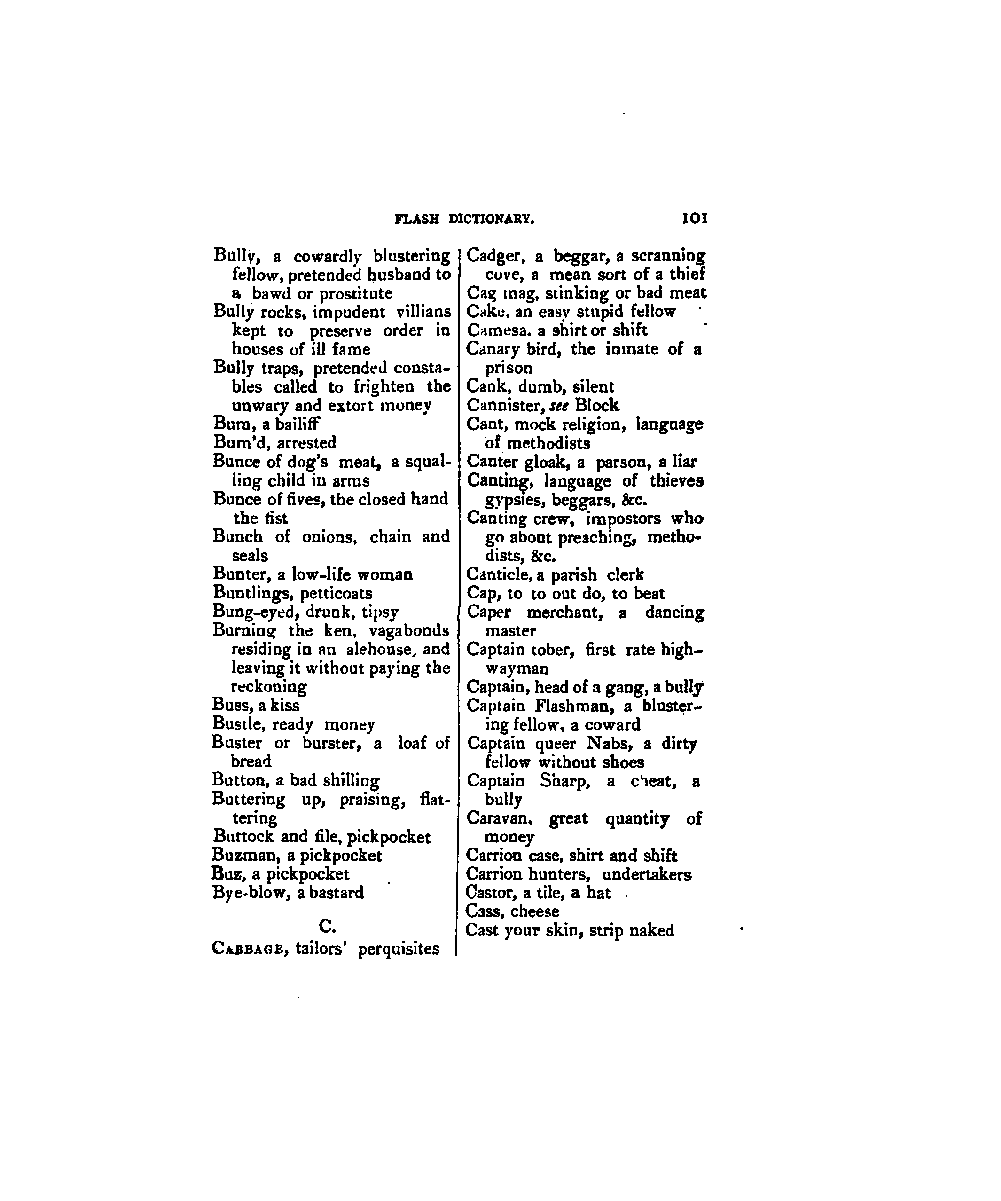 FLASH DICTIONARY. 101
Bully, a cowardly blustering
fellow, pretended husband to
a bawd or prostitute
Bully rocks, impudent villians
kept to preserve order in
houses of ill fame
Bully traps, pretended consta-
bles called to frighten the
unwary and extort money
Bum, a bailiff
Bum'd, arrested
Bunce of dog's meat, a squal-
ling child in arms
Bunce of fives, the closed hand
the fist
Bunch of onions, chain and
seals
Bunter, a low-life woman
Buntlings, petticoats
Bung-eyed, drunk, tipsy
Burning the ken, vagabonds
residing in an alehouse, and
leaving it without paying the
reckoning
Buss, a kiss
Bustle, ready money
Buster or burster, a loaf of
bread
Button, a bad shilling
Buttering up, praising, flat-
tering
Buttock and file, pickpocket
Buzman, a pickpocket
Buz, a pickpocket
Bye-blow, a bastard
C.
CABBAGE, tailors' perquisites
Cadger, a beggar, a scranning
cove, a mean sort of a thief
Cag mag, stinking or bad meat
Cake, an easy stupid fellow
Camesa. a shirt or shift
Canary bird, the inmate of a
prison
Cank, dumb, silent
Cannister, see Block
Cant, mock religion, language
of methodists
Canter gloak, a parson, a liar
Canting, language of thieves
gypsies, beggars, &c.
Canting crew, impostors who
go about preaching, metho-
dists, &c.
Canticle, a parish clerk
Cap, to to out do, to beat
Caper merchant, a dancing
master
Captain tober, first rate high-
wayman
Captain, head of a gang, a bully
Captain Flashman, a bluster-
ing fellow, a coward
Captain queer Nabs, a dirty
fellow without shoes
Captain Sharp, a cheat, a
bully
Caravan, great quantity of
money
Carrion case, shirt and shift
Carrion hunters, undertakers
Castor, a tile, a hat
Cass, cheese
Cast your skin, strip naked